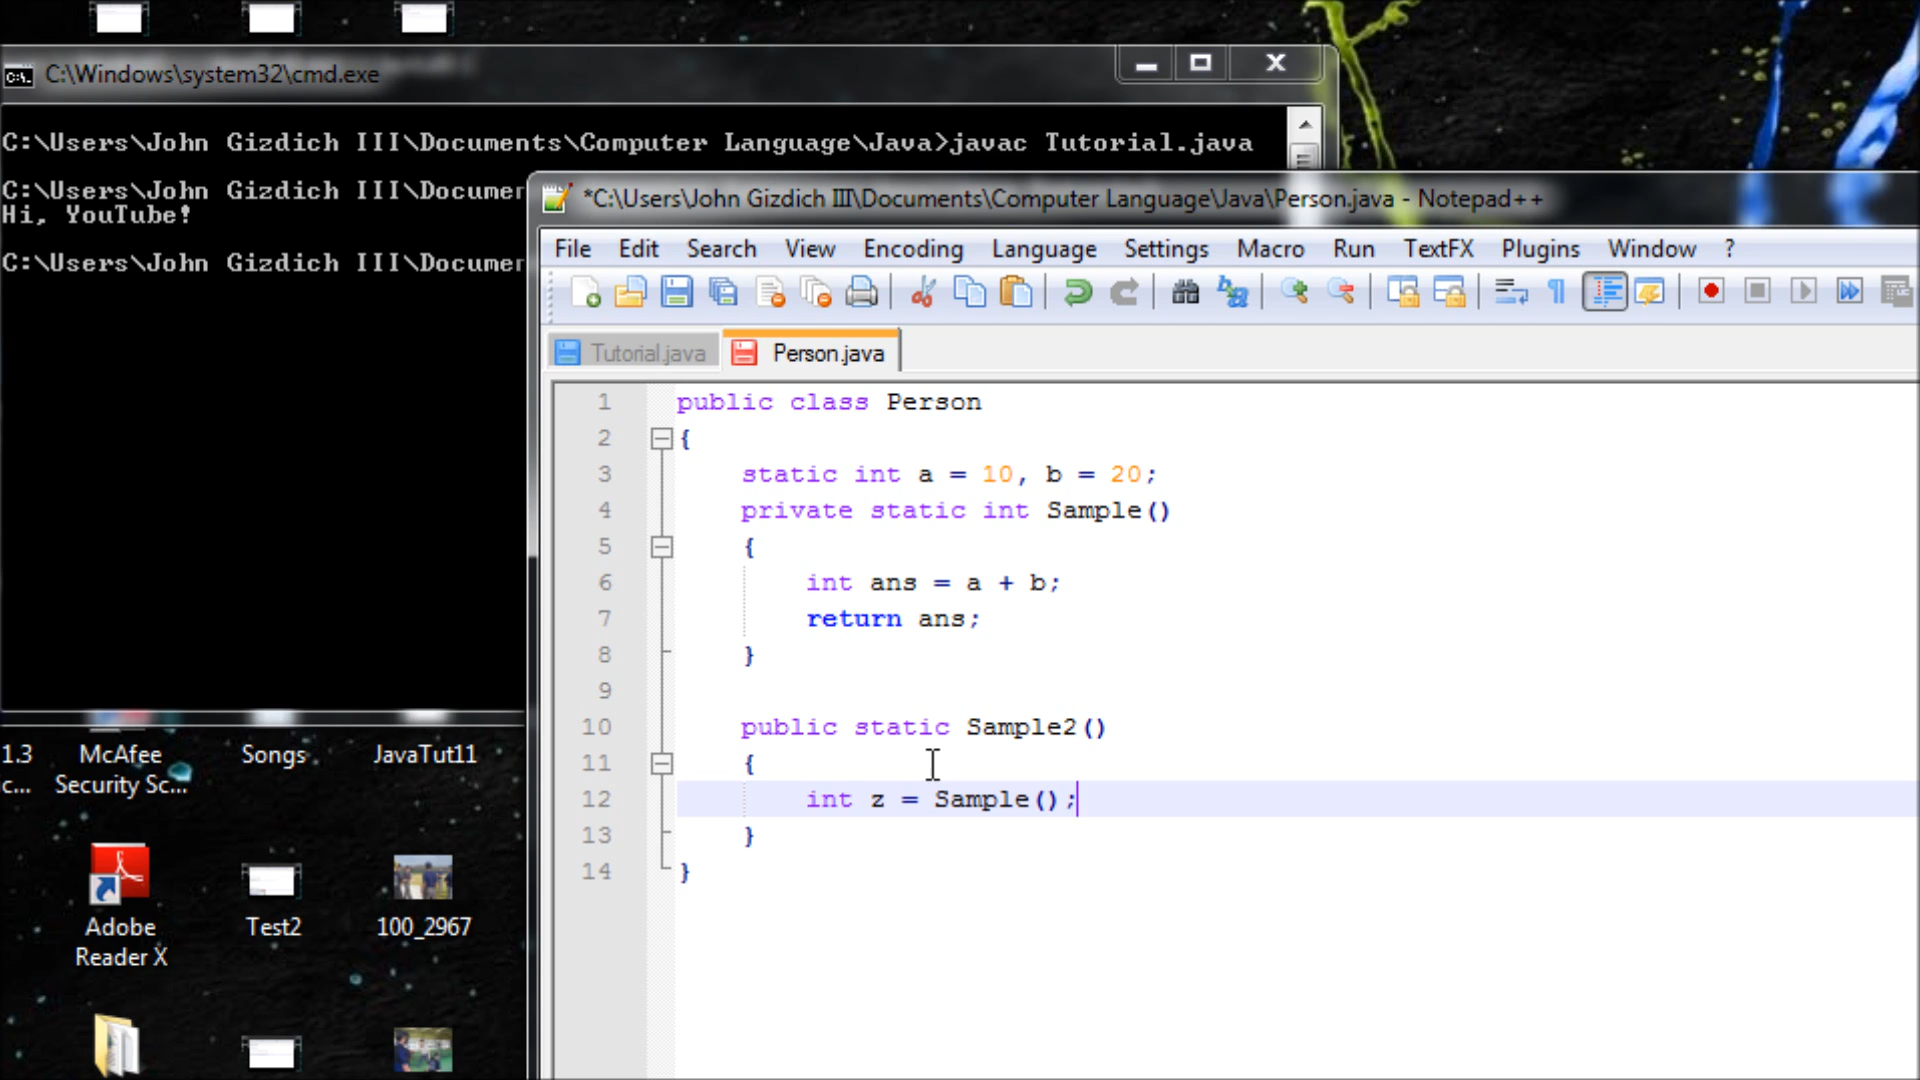 C:\Windows\system32\cmd.exe
C:\Users\John Gizdich III\Documents\Computer Language\Java>javac Tutorial.java
C:\Users\John Gizdich III\Documen
Hi, YouTube!
C:\Users\John Gizdich III\Documen
*C:\Users\John Gizdich III\Documents\Computer Language\Java\Person.java - Notepad++
File Edit Search View Encoding Language Settings Macro Run TextFX Plugins Window ?
Tutorial.java Person.java
1 public class Person
2 {
3 static int a = 10, b = 20;
4 private static int Sample()
5 {
6 int ans = a + b;
7 return ans;
8 }
9
10 public static Sample2()
11 {
12 int z = Sample();
13 }
14 }
1.3
c...
McAfee
Security Sc...
Songs
JavaTut11
Adobe
Reader X
Test2
100_2967